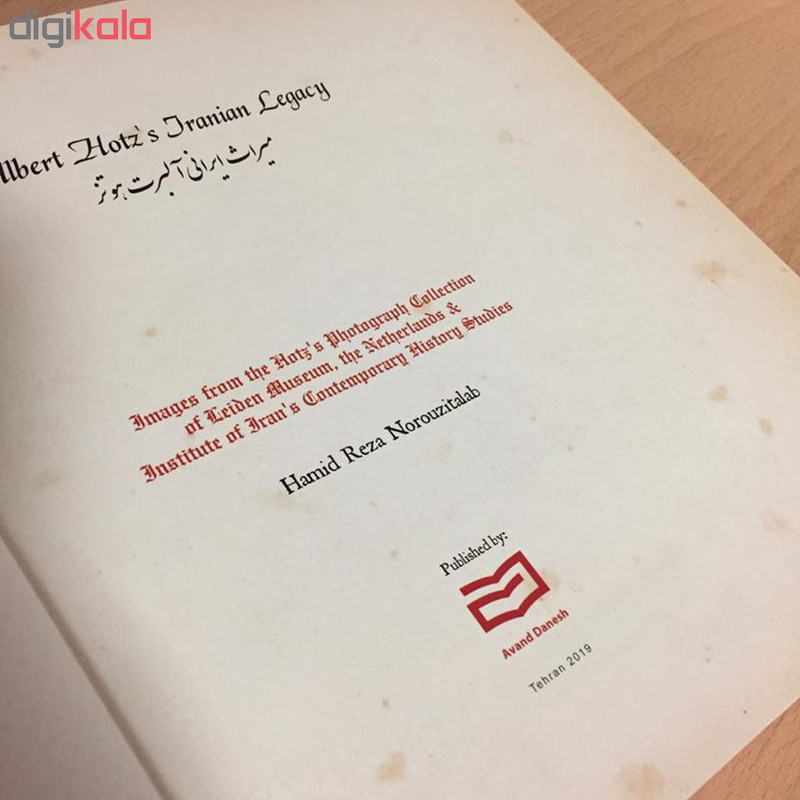 digikala
Albert Hotz's Iranian Legacy
میراث ایرانی آلبرت هوتز
Images from the Hotz's Photograph Collection
of Leiden Museum, the Netherlands &
Institute of Iran's Contemporary History Studies
Hamid Reza Norouzitalab
Published by:
Avand Danesh
Tehran 2019